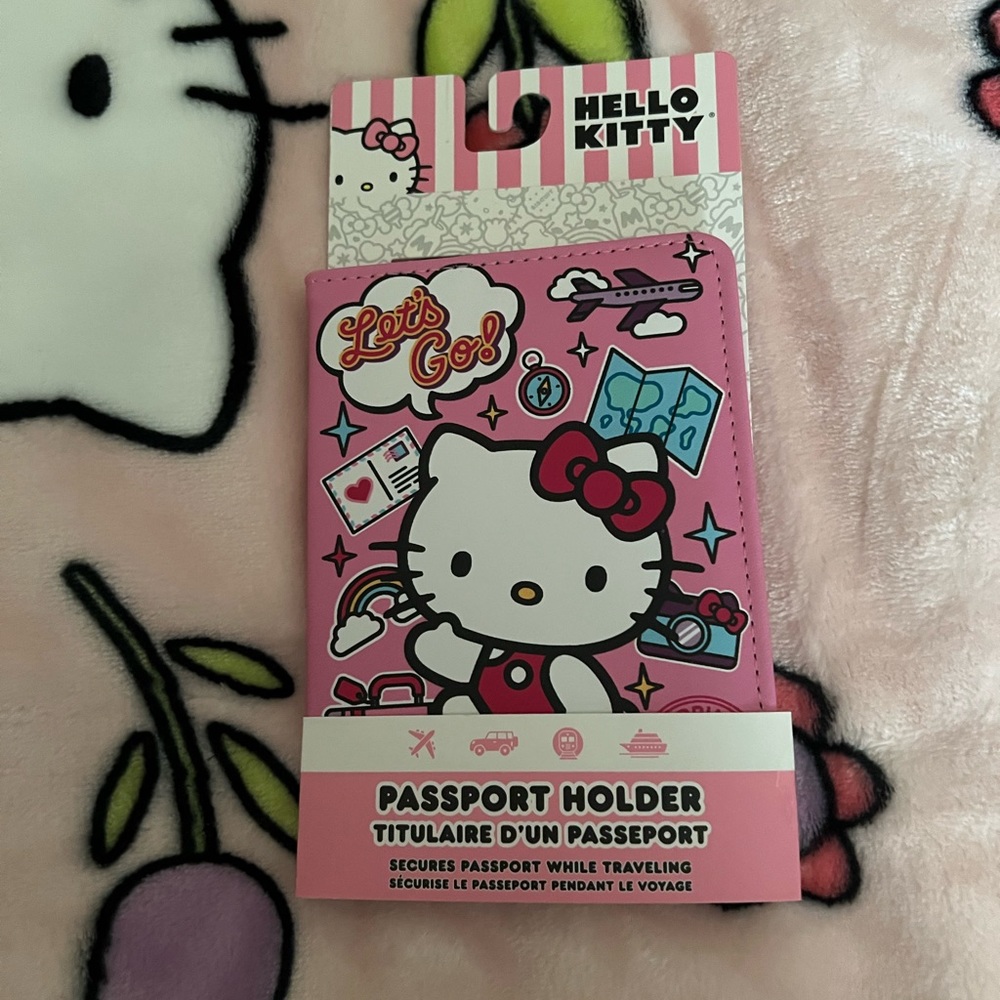 HELLO
KITTY®
Let's
Go!
PASSPORT HOLDER
TITULAIRE D'UN PASSEPORT
SECURES PASSPORT WHILE TRAVELING
SÉCURISE LE PASSEPORT PENDANT LE VOYAGE